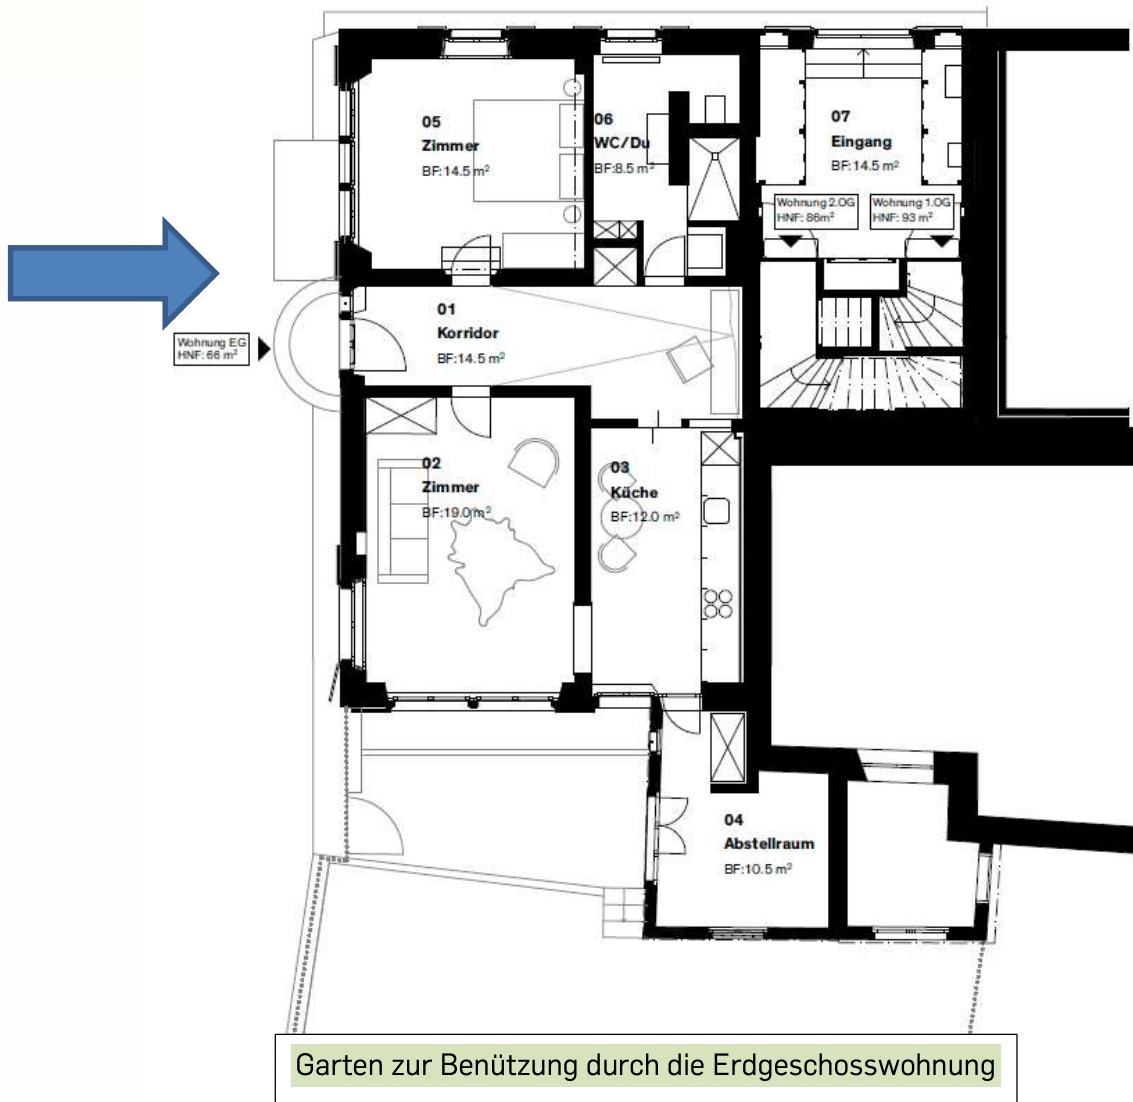 05
Zimmer
BF:14.5 m²
06
WC/Du
BF:8.5 m²
07
Eingang
BF:14.5 m²
Wohnung 2.OG
HNF: 86m²
Wohnung 1.OG
HNF: 93 m²
01
Korridor
BF:14.5 m²
Wohnung EG
HNF: 66 m²
02
Zimmer
BF:19.0 m²
03
Küche
BF:12.0 m²
04
Abstellraum
BF:10.5 m²
Garten zur Benützung durch die Erdgeschosswohnung